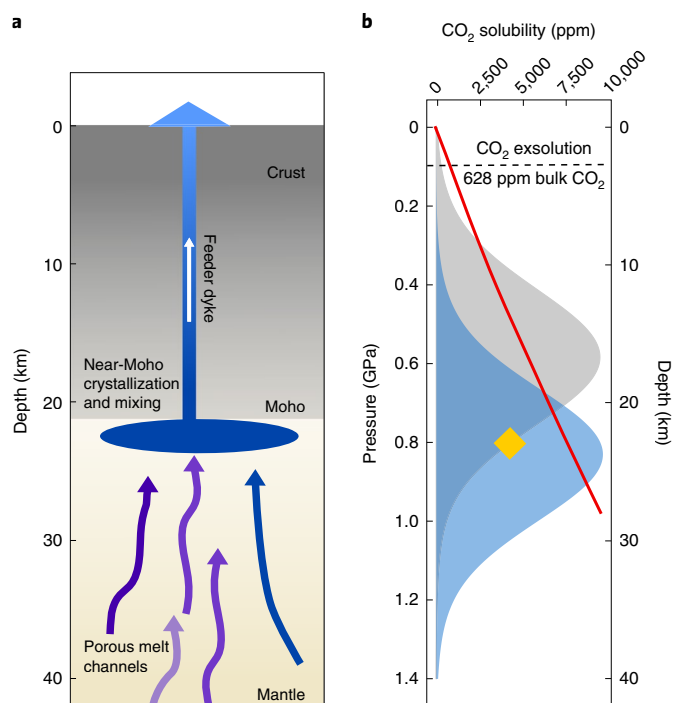 a
0
10
20
30
40
Depth (km)
Crust
Feeder dyke
Near-Moho
crystallization
and mixing
Moho
Porous melt
channels
Mantle
b
CO2 solubility (ppm)
0
2,500
5,000
7,500
10,000
CO2 exsolution
628 ppm bulk CO2
0
0.2
0.4
0.6
0.8
1.0
1.2
1.4
Pressure (GPa)
0
10
20
30
40
Depth (km)